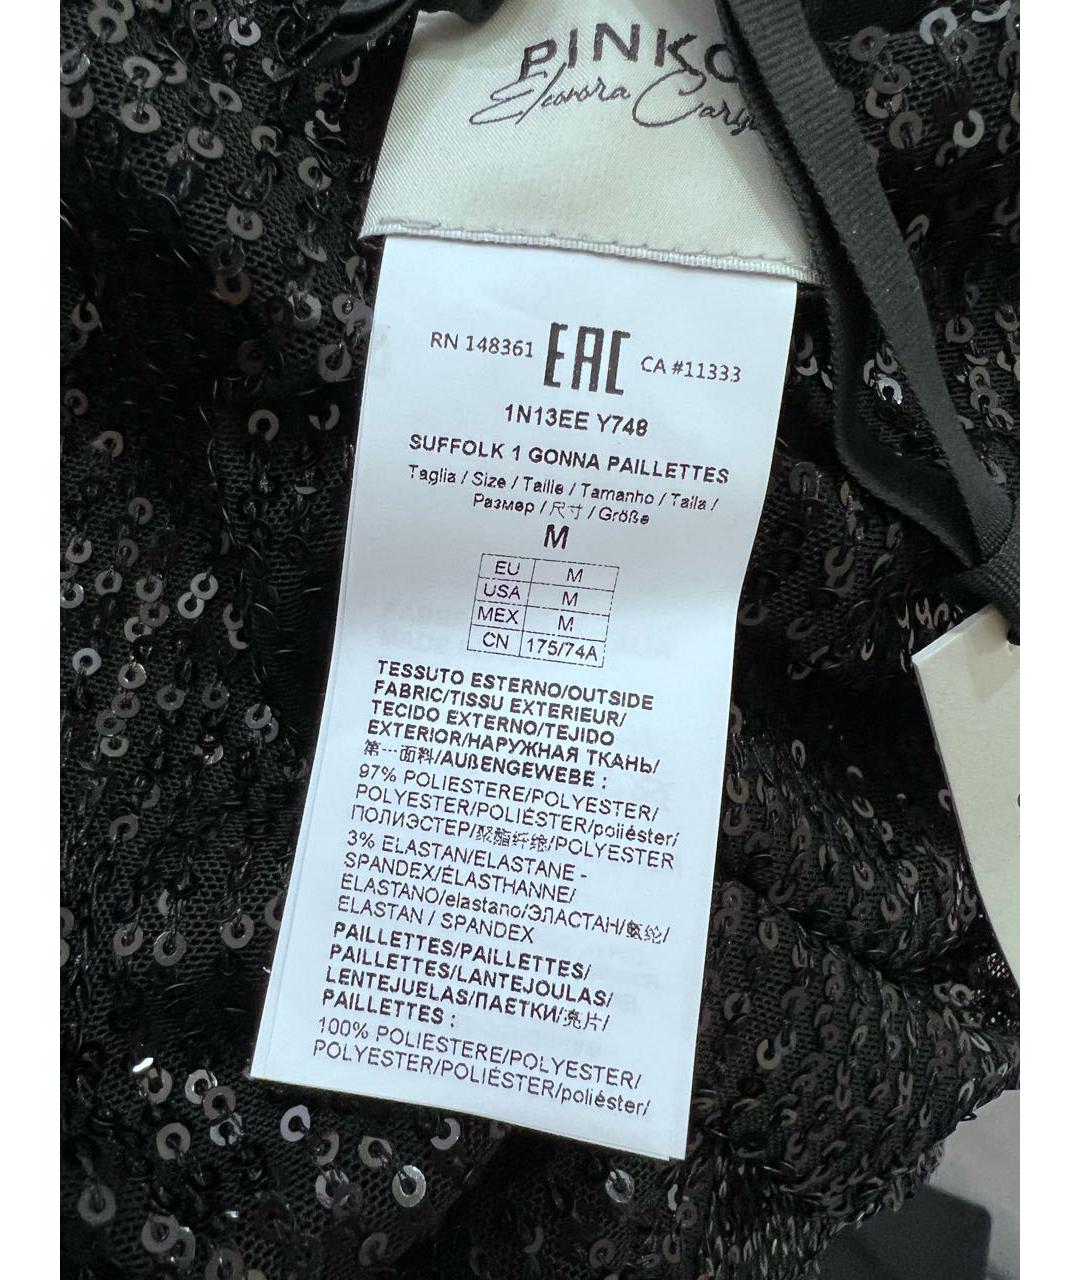 PINKO
Eleonora Carisi
RN 148361 EAC CA #11333
1N13EE Y748
SUFFOLK 1 GONNA PAILLETTES
Taglia / Size / Taille / Tamanho / Talla /
Размер / 尺寸 / Größe
M
EU M
USA M
MEX M
CN 175/74A
TESSUTO ESTERNO/OUTSIDE
FABRIC/TISSU EXTERIEUR/
TECIDO EXTERNO/TEJIDO
EXTERIOR/НАРУЖНАЯ ТКАНЬ/
第一面料/AUßENGEWEBE :
97% POLIESTERE/POLYESTER/
POLYESTER/POLIÉSTER/poliéster/
ПОЛИЭСТЕР/聚酯纤维/POLYESTER
3% ELASTAN/ELASTANE -
SPANDEX/ÉLASTHANNE/
ELASTANO/elastano/ЭЛАСТАН/氨纶/
ELASTAN / SPANDEX
PAILLETTES/PAILLETTES/
PAILLETTES/LANTEJOULAS/
LENTEJUELAS/ПАЕТКИ/亮片/
PAILLETTES :
100% POLIESTERE/POLYESTER/
POLYESTER/POLIÉSTER/poliéster/